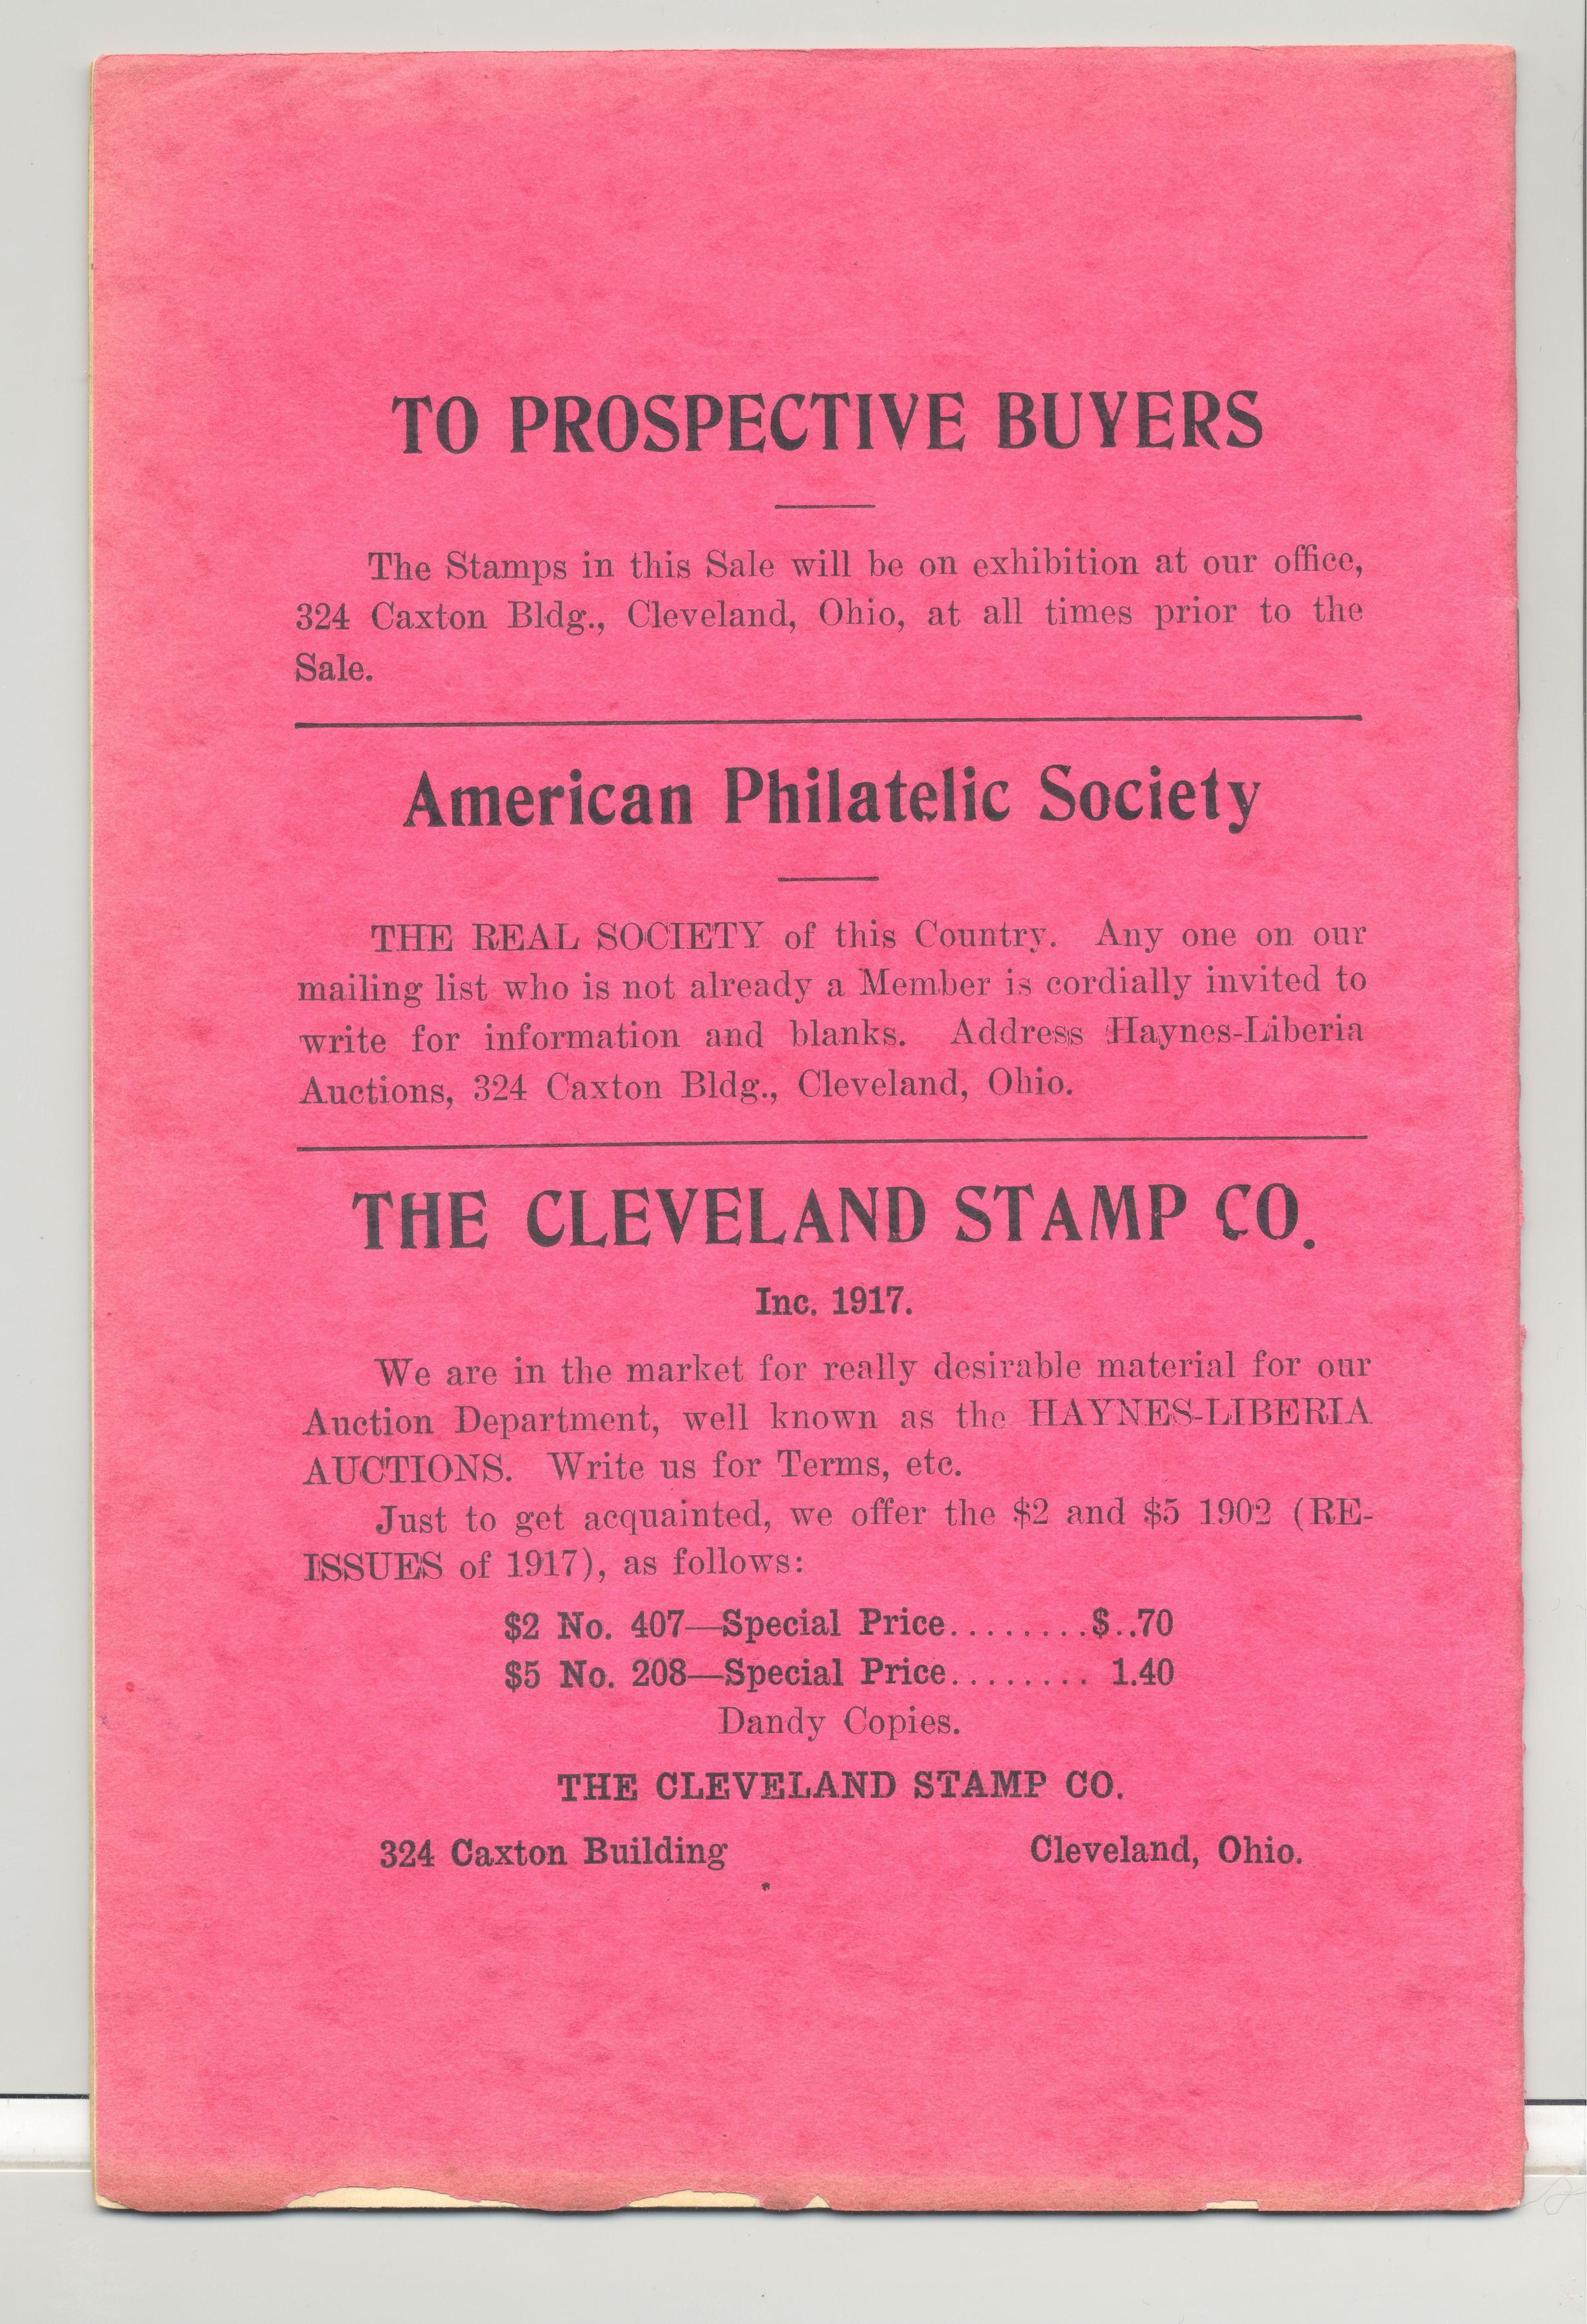 TO PROSPECTIVE BUYERS
The Stamps in this Sale will be on exhibition at our office,
324 Caxton Bldg., Cleveland, Ohio, at all times prior to the
Sale.
American Philatelic Society
THE REAL SOCIETY of this Country. Any one on our
mailing list who is not already a Member is cordially invited to
write for information and blanks. Address Haynes-Liberia
Auctions, 324 Caxton Bldg., Cleveland, Ohio.
THE CLEVELAND STAMP CO.
Inc. 1917.
We are in the market for really desirable material for our
Auction Department, well known as the HAYNES-LIBERIA
AUCTIONS. Write us for Terms, etc.
Just to get acquainted, we offer the $2 and $5 1902 (RE-
ISSUES of 1917), as follows:
$2 No. 407—Special Price........$..70
$5 No. 208—Special Price........ 1.40
Dandy Copies.
THE CLEVELAND STAMP CO.
324 Caxton Building Cleveland, Ohio.